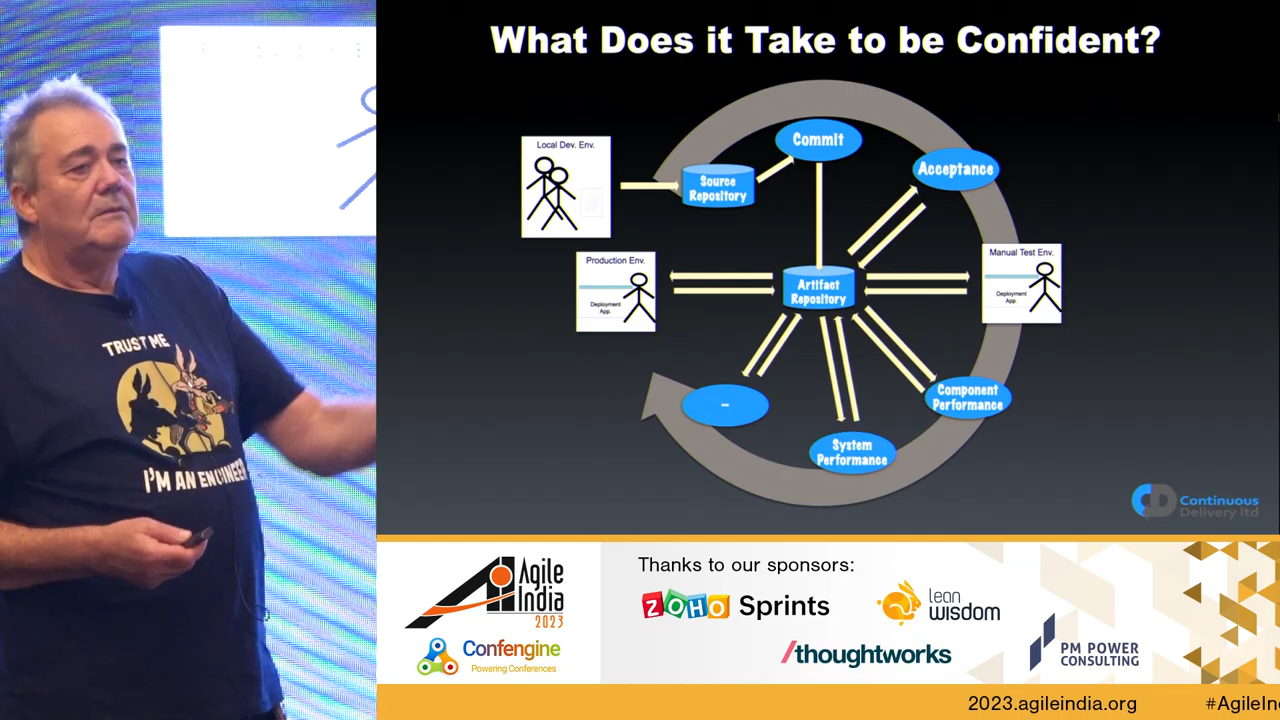 What Does it Take to be Confident?
Local Dev. Env.
Source
Repository
Commit
Acceptance
Production Env.
Deployment
App.
Artifact
Repository
Manual Test Env.
Deployment
App.
...
System
Performance
Component
Performance
Continuous
Delivery ltd
TRUST ME
I'M AN ENGINEER
Agile
India
2023
Confengine
Powering Conferences
Thanks to our sponsors:
ZOHO Sprints
lean
wisdom
/thoughtworks
PM POWER
CONSULTING
2023.agileindia.org
#AgileIn